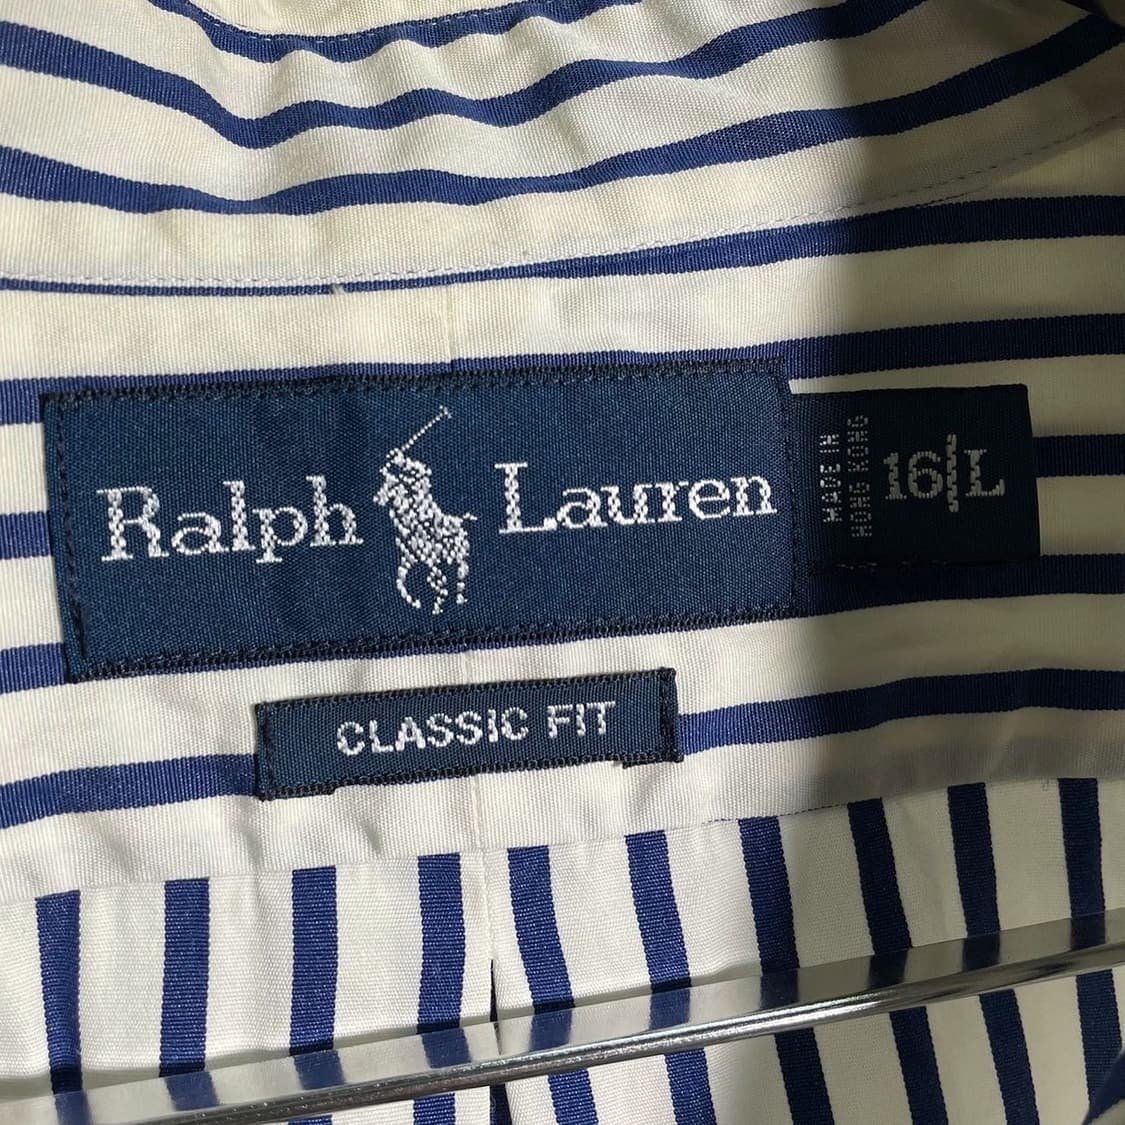 Ralph Lauren
MADE IN
HONG KONG
16/L
CLASSIC FIT